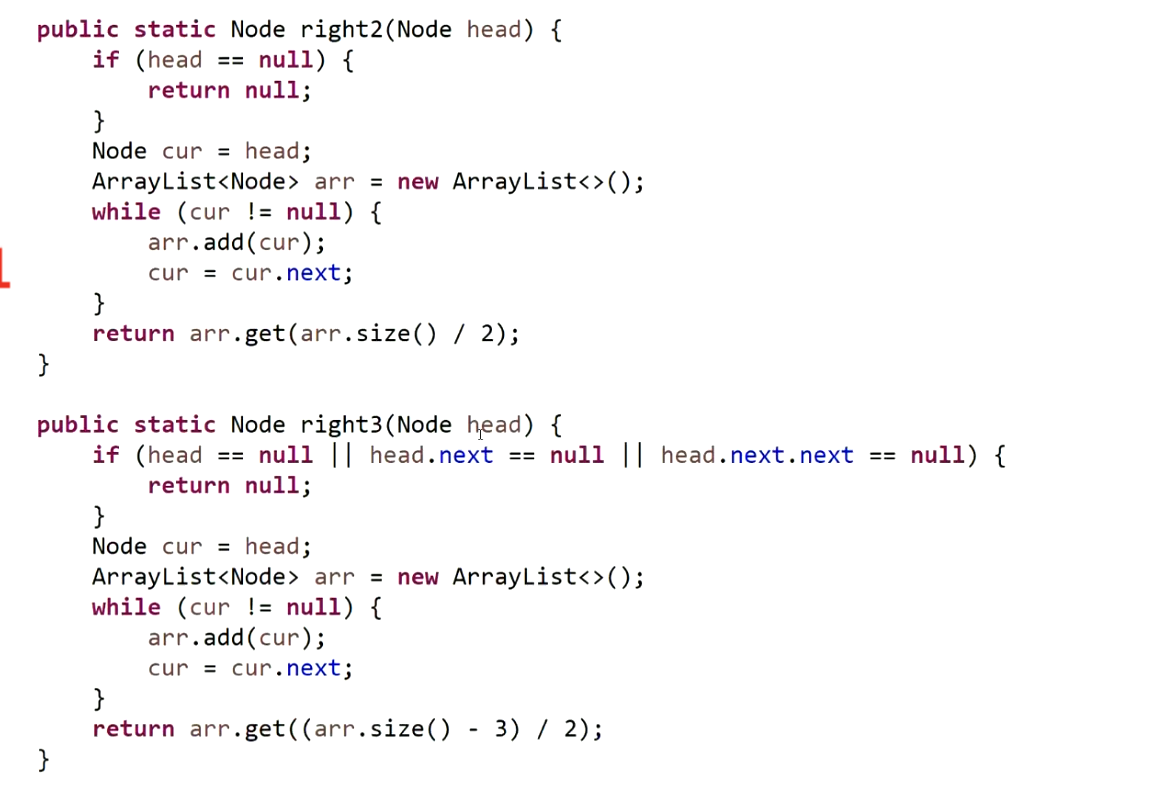 public static Node right2(Node head) {
    if (head == null) {
        return null;
    }
    Node cur = head;
    ArrayList<Node> arr = new ArrayList<>();
    while (cur != null) {
        arr.add(cur);
        cur = cur.next;
    }
    return arr.get(arr.size() / 2);
}

public static Node right3(Node head) {
    if (head == null || head.next == null || head.next.next == null) {
        return null;
    }
    Node cur = head;
    ArrayList<Node> arr = new ArrayList<>();
    while (cur != null) {
        arr.add(cur);
        cur = cur.next;
    }
    return arr.get((arr.size() - 3) / 2);
}